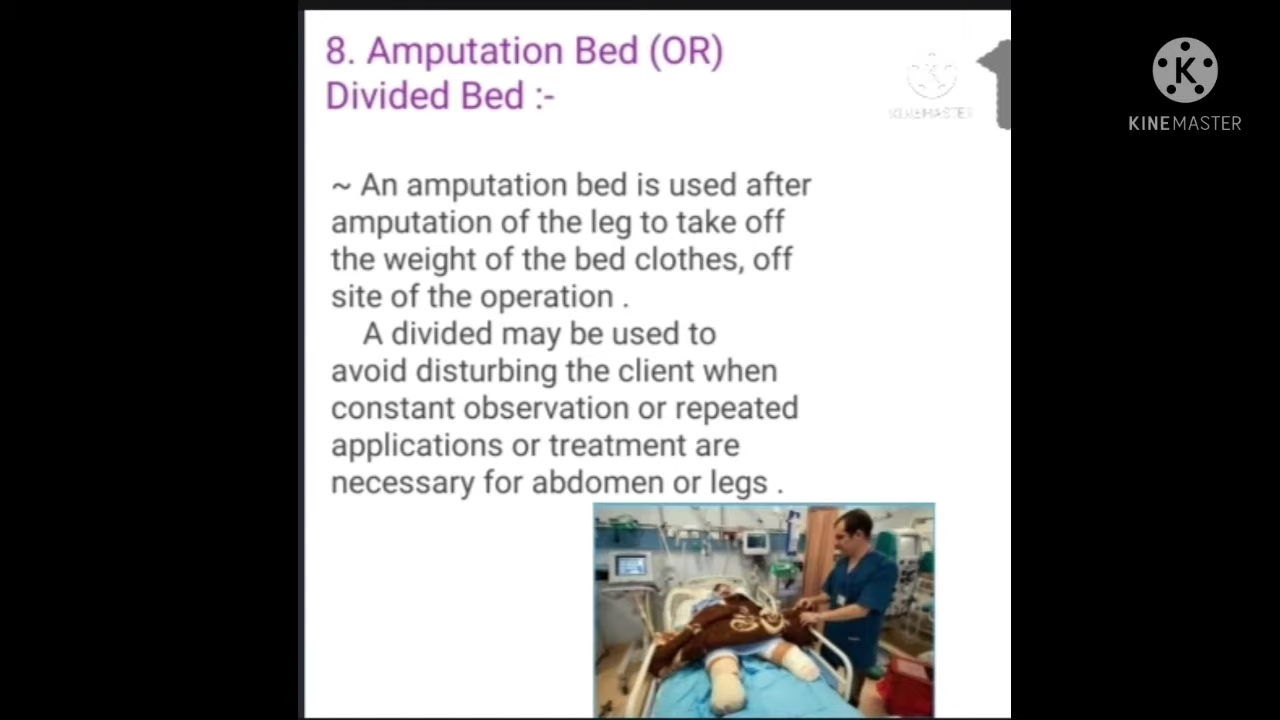 8. Amputation Bed (OR)
Divided Bed :-
KINEMASTER
KINEMASTER
~ An amputation bed is used after
amputation of the leg to take off
the weight of the bed clothes, off
site of the operation .
A divided may be used to
avoid disturbing the client when
constant observation or repeated
applications or treatment are
necessary for abdomen or legs .